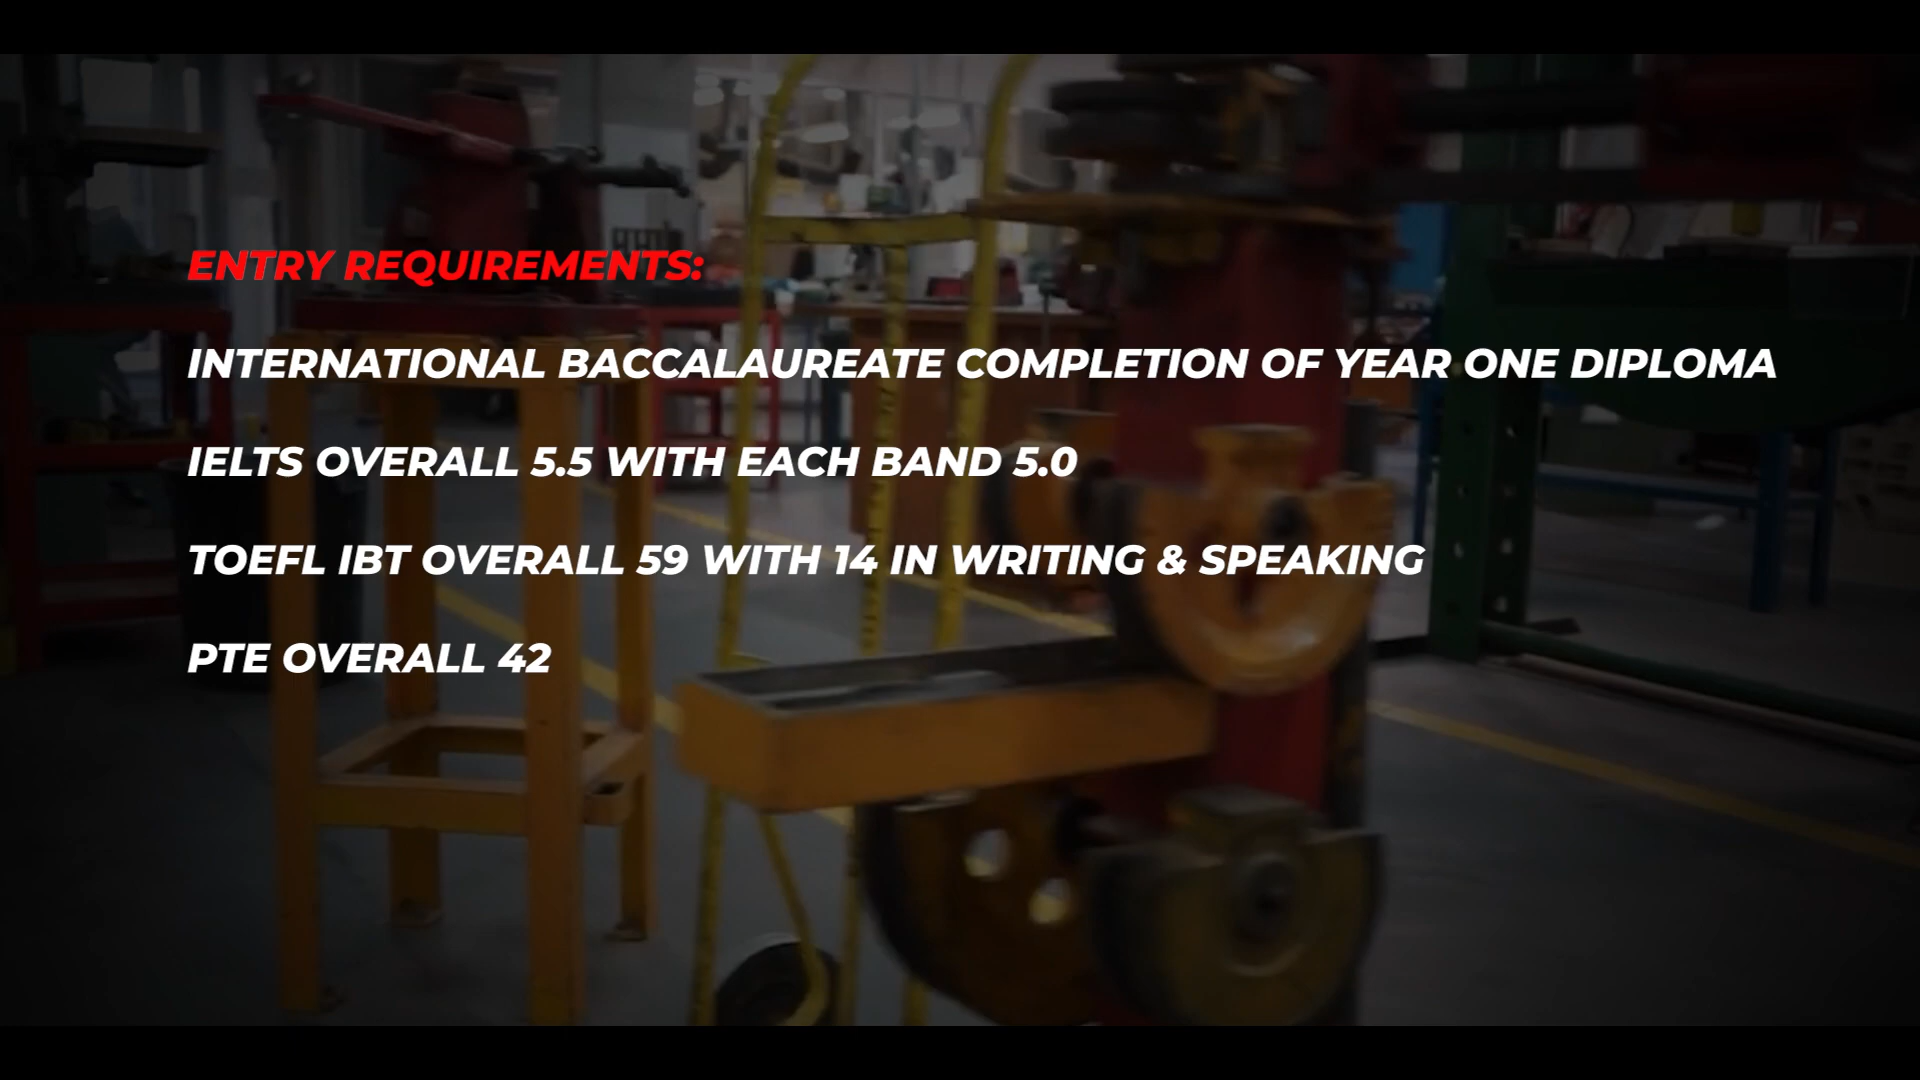 ENTRY REQUIREMENTS:
INTERNATIONAL BACCALAUREATE COMPLETION OF YEAR ONE DIPLOMA
IELTS OVERALL 5.5 WITH EACH BAND 5.0
TOEFL IBT OVERALL 59 WITH 14 IN WRITING & SPEAKING
PTE OVERALL 42